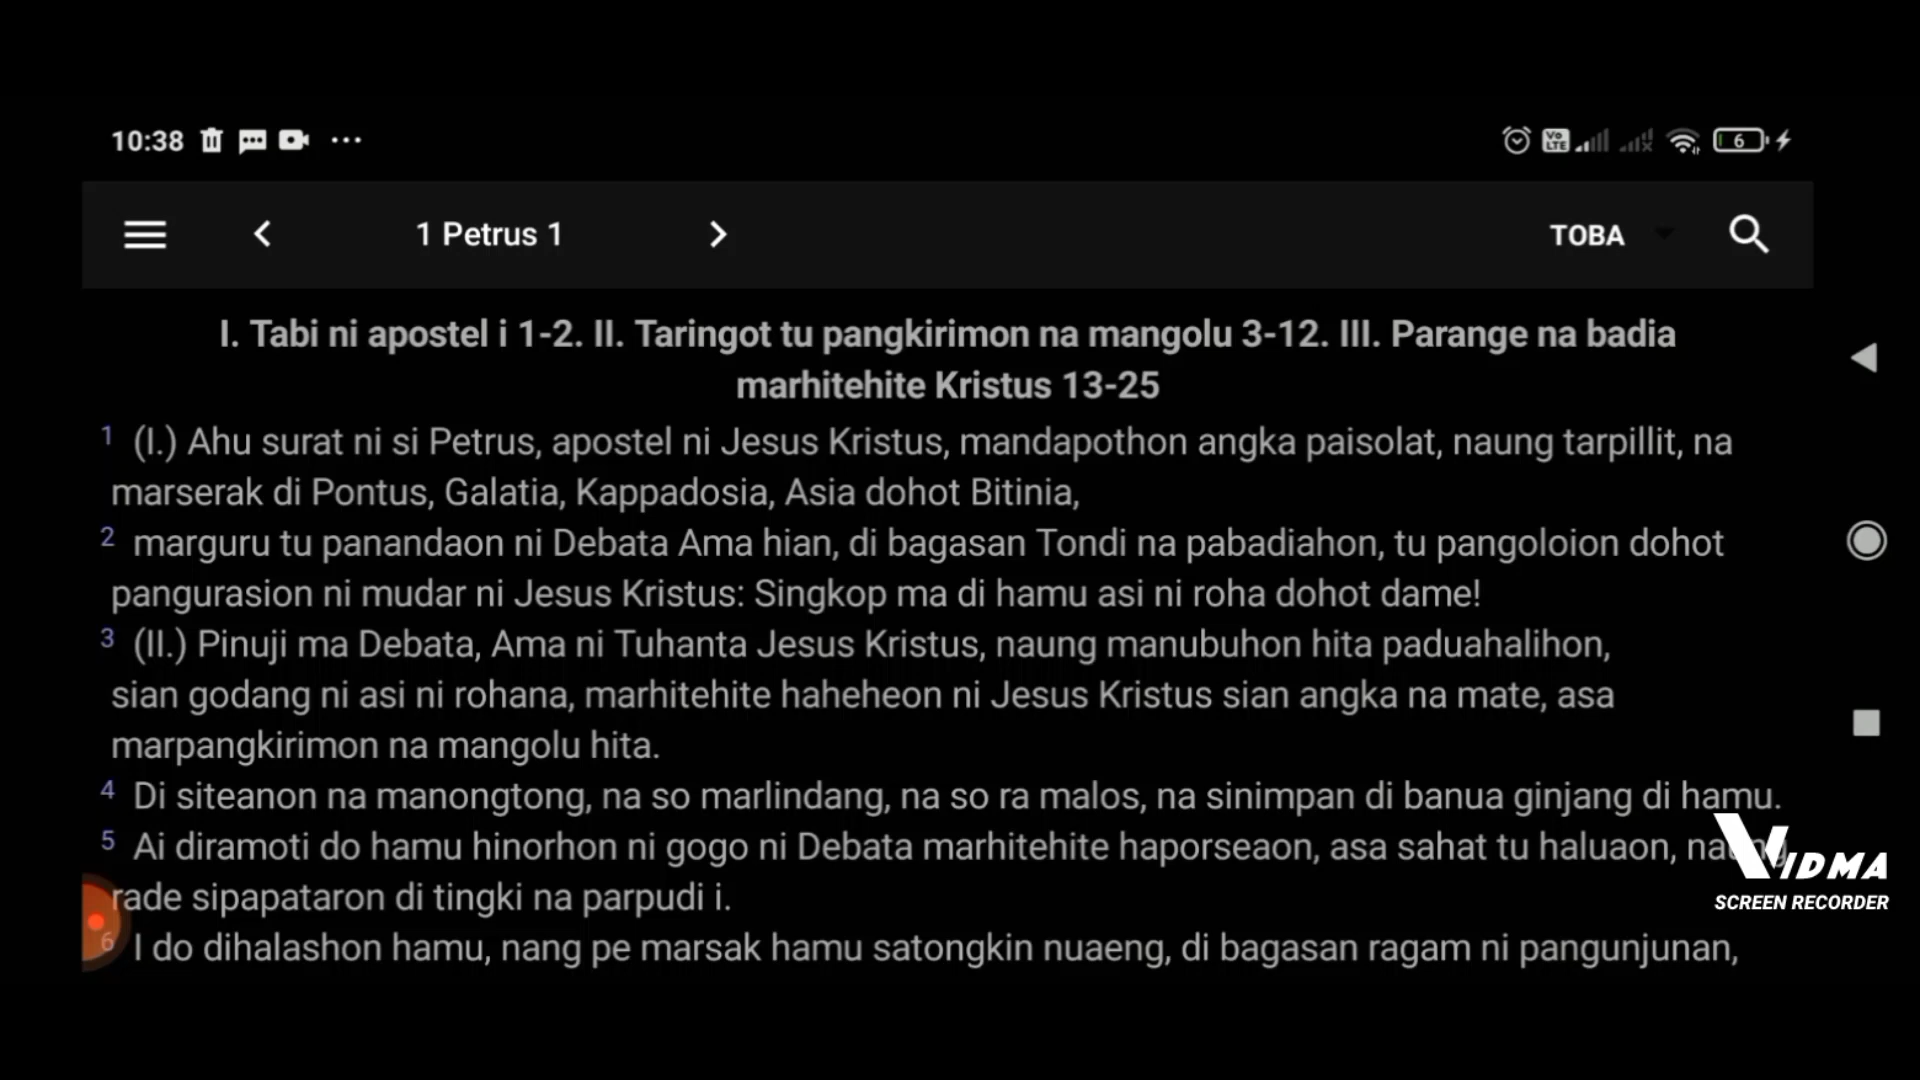 10:38
6
1 Petrus 1
TOBA
I. Tabi ni apostel i 1-2. II. Taringot tu pangkirimon na mangolu 3-12. III. Parange na badia
marhitehite Kristus 13-25
1 (I.) Ahu surat ni si Petrus, apostel ni Jesus Kristus, mandapothon angka paisolat, naung tarpillit, na
marserak di Pontus, Galatia, Kappadosia, Asia dohot Bitinia,
2 marguru tu panandaon ni Debata Ama hian, di bagasan Tondi na pabadiahon, tu pangoloion dohot
pangurasion ni mudar ni Jesus Kristus: Singkop ma di hamu asi ni roha dohot dame!
3 (II.) Pinuji ma Debata, Ama ni Tuhanta Jesus Kristus, naung manubuhon hita paduahalihon,
sian godang ni asi ni rohana, marhitehite haheheon ni Jesus Kristus sian angka na mate, asa
marpangkirimon na mangolu hita.
4 Di siteanon na manongtong, na so marlindang, na so ra malos, na sinimpan di banua ginjang di hamu.
5 Ai diramoti do hamu hinorhon ni gogo ni Debata marhitehite haporseaon, asa sahat tu haluaon, naung
rade sipapataron di tingki na parpudi i.
6 I do dihalashon hamu, nang pe marsak hamu satongkin nuaeng, di bagasan ragam ni pangunjunan,
VIDMA
SCREEN RECORDER